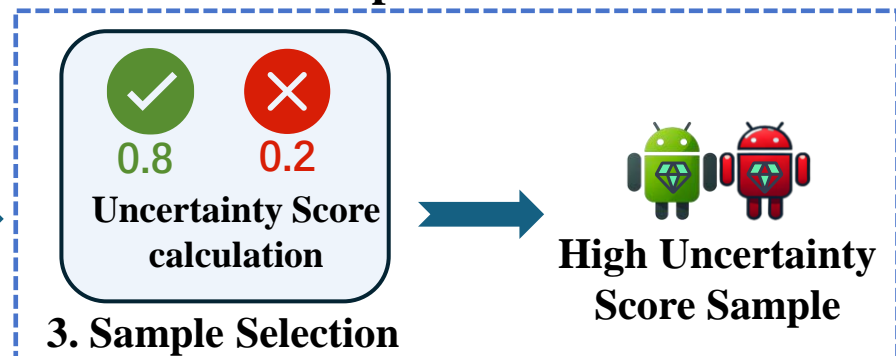 0.8 0.2
Uncertainty Score
calculation
3. Sample Selection
High Uncertainty
Score Sample